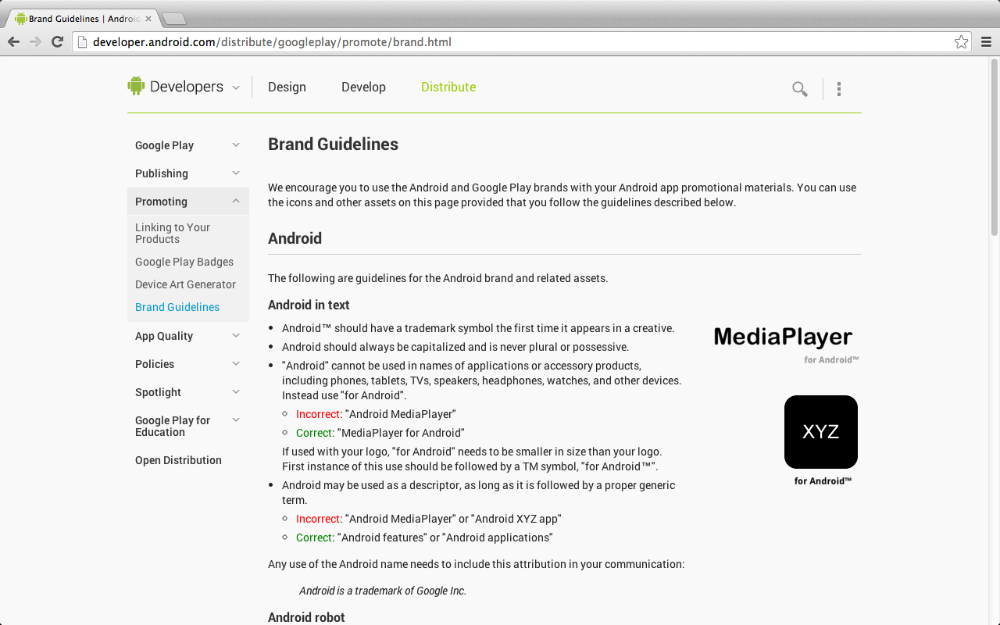 Brand Guidelines | Android
developer.android.com/distribute/googleplay/promote/brand.html
Developers
Design
Develop
Distribute
Google Play
Publishing
Promoting
Linking to Your
Products
Google Play Badges
Device Art Generator
Brand Guidelines
App Quality
Policies
Spotlight
Google Play for
Education
Open Distribution
Brand Guidelines
We encourage you to use the Android and Google Play brands with your Android app promotional materials. You can use
the icons and other assets on this page provided that you follow the guidelines described below.
Android
The following are guidelines for the Android brand and related assets.
Android in text
• Android™ should have a trademark symbol the first time it appears in a creative.
• Android should always be capitalized and is never plural or possessive.
• "Android" cannot be used in names of applications or accessory products,
including phones, tablets, TVs, speakers, headphones, watches, and other devices.
Instead use "for Android".
◦ Incorrect: "Android MediaPlayer"
◦ Correct: "MediaPlayer for Android"
If used with your logo, "for Android" needs to be smaller in size than your logo.
First instance of this use should be followed by a TM symbol, "for Android™".
• Android may be used as a descriptor, as long as it is followed by a proper generic
term.
◦ Incorrect: "Android MediaPlayer" or "Android XYZ app"
◦ Correct: "Android features" or "Android applications"
Any use of the Android name needs to include this attribution in your communication:
Android is a trademark of Google Inc.
Android robot
MediaPlayer
for Android™
XYZ
for Android™